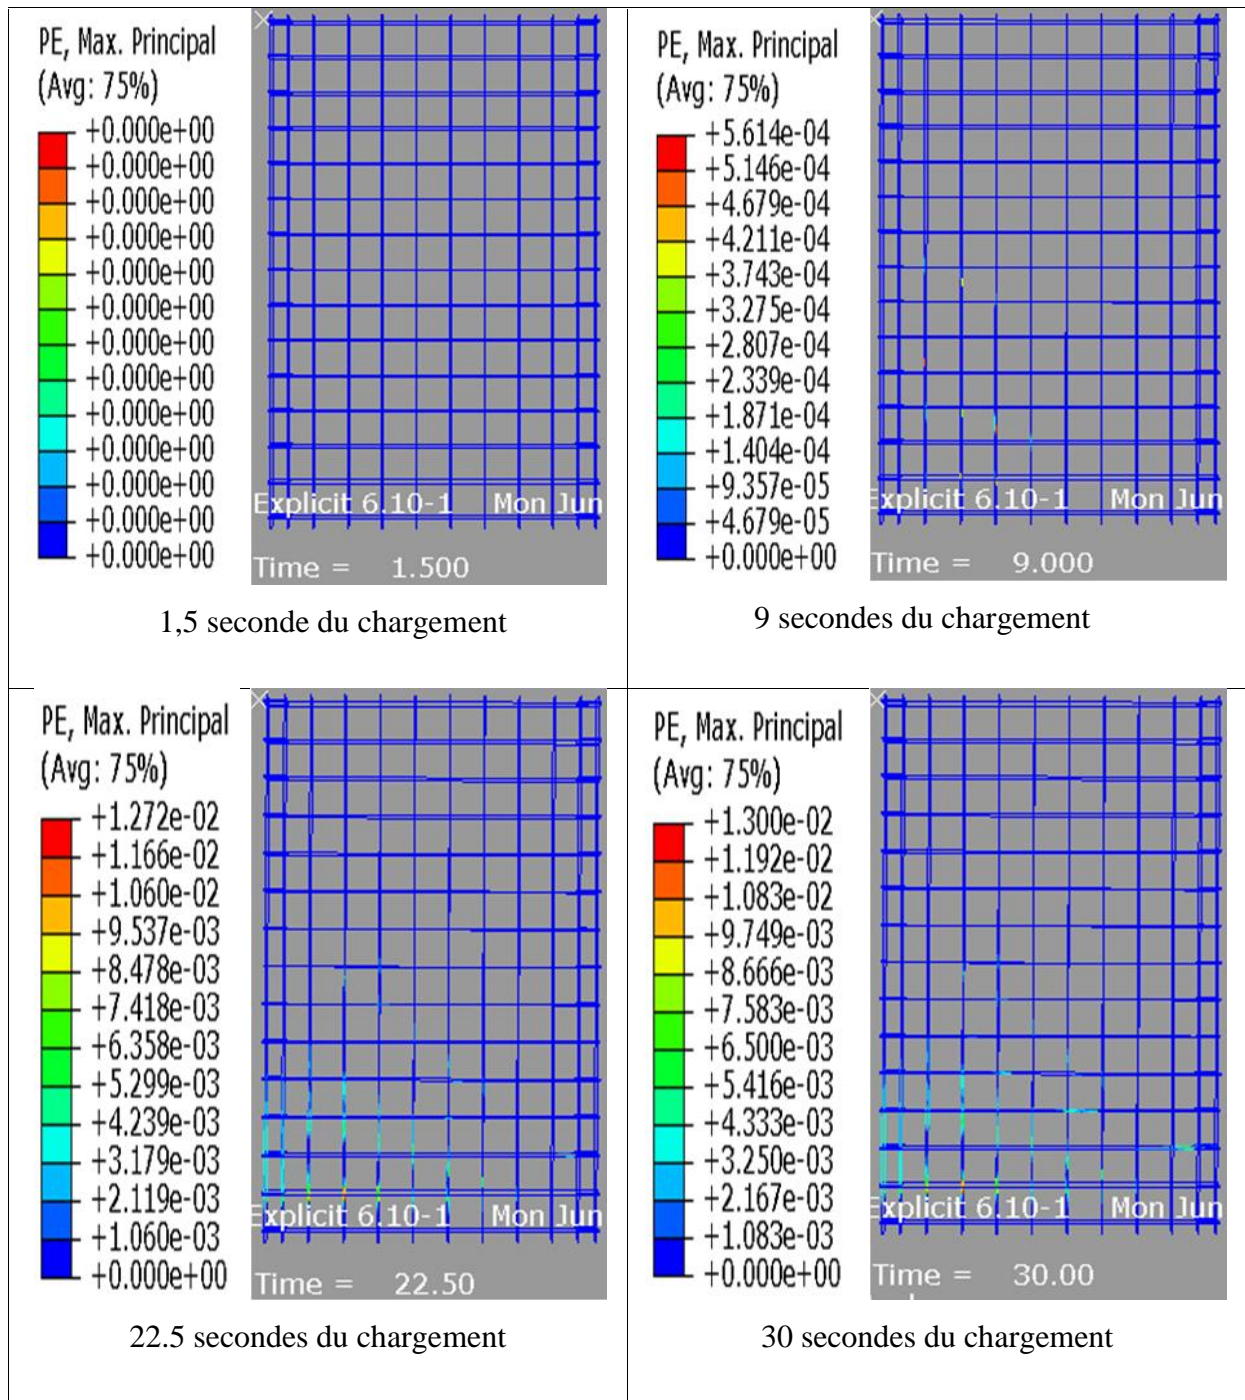 PE, Max. Principal
(Avg: 75%)
+0.000e+00
+0.000e+00
+0.000e+00
+0.000e+00
+0.000e+00
+0.000e+00
+0.000e+00
+0.000e+00
+0.000e+00
+0.000e+00
+0.000e+00
+0.000e+00
+0.000e+00
Explicit 6.10-1 Mon Jun
Time = 1.500
1,5 seconde du chargement
PE, Max. Principal
(Avg: 75%)
+5.614e-04
+5.146e-04
+4.679e-04
+4.211e-04
+3.743e-04
+3.275e-04
+2.807e-04
+2.339e-04
+1.871e-04
+1.404e-04
+9.357e-05
+4.679e-05
+0.000e+00
Explicit 6.10-1 Mon Jun
Time = 9.000
9 secondes du chargement
PE, Max. Principal
(Avg: 75%)
+1.272e-02
+1.166e-02
+1.060e-02
+9.537e-03
+8.478e-03
+7.418e-03
+6.358e-03
+5.299e-03
+4.239e-03
+3.179e-03
+2.119e-03
+1.060e-03
+0.000e+00
Explicit 6.10-1 Mon Jun
Time = 22.50
22.5 secondes du chargement
PE, Max. Principal
(Avg: 75%)
+1.300e-02
+1.192e-02
+1.083e-02
+9.749e-03
+8.666e-03
+7.583e-03
+6.500e-03
+5.416e-03
+4.333e-03
+3.250e-03
+2.167e-03
+1.083e-03
+0.000e+00
Explicit 6.10-1 Mon Jun
Time = 30.00
30 secondes du chargement